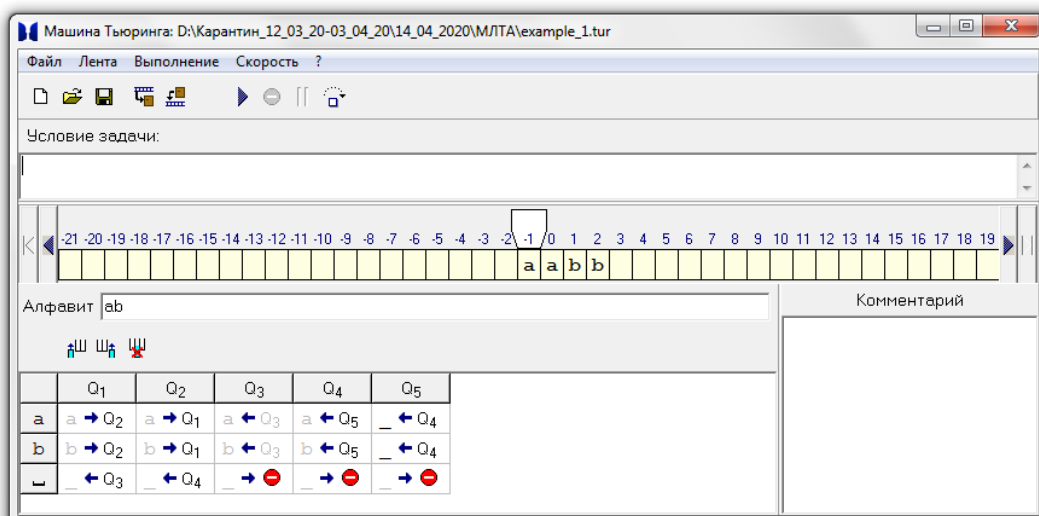 Машина Тьюринга: D:\Карантин_12_03_20-03_04_20\14_04_2020\МЛТА\example_1.tur
Файл Лента Выполнение Скорость ?
Условие задачи:
-21 -20 -19 -18 -17 -16 -15 -14 -13 -12 -11 -10 -9 -8 -7 -6 -5 -4 -3 -2 -1 0 1 2 3 4 5 6 7 8 9 10 11 12 13 14 15 16 17 18 19
a a b b
Алфавит ab
Комментарий
Q1 Q2 Q3 Q4 Q5
a a → Q2 a → Q1 a ← Q3 a ← Q5 _ ← Q4
b b → Q2 b → Q1 b ← Q3 b ← Q5 _ ← Q4
_ ← Q3 _ ← Q4 _ → _ → _ →